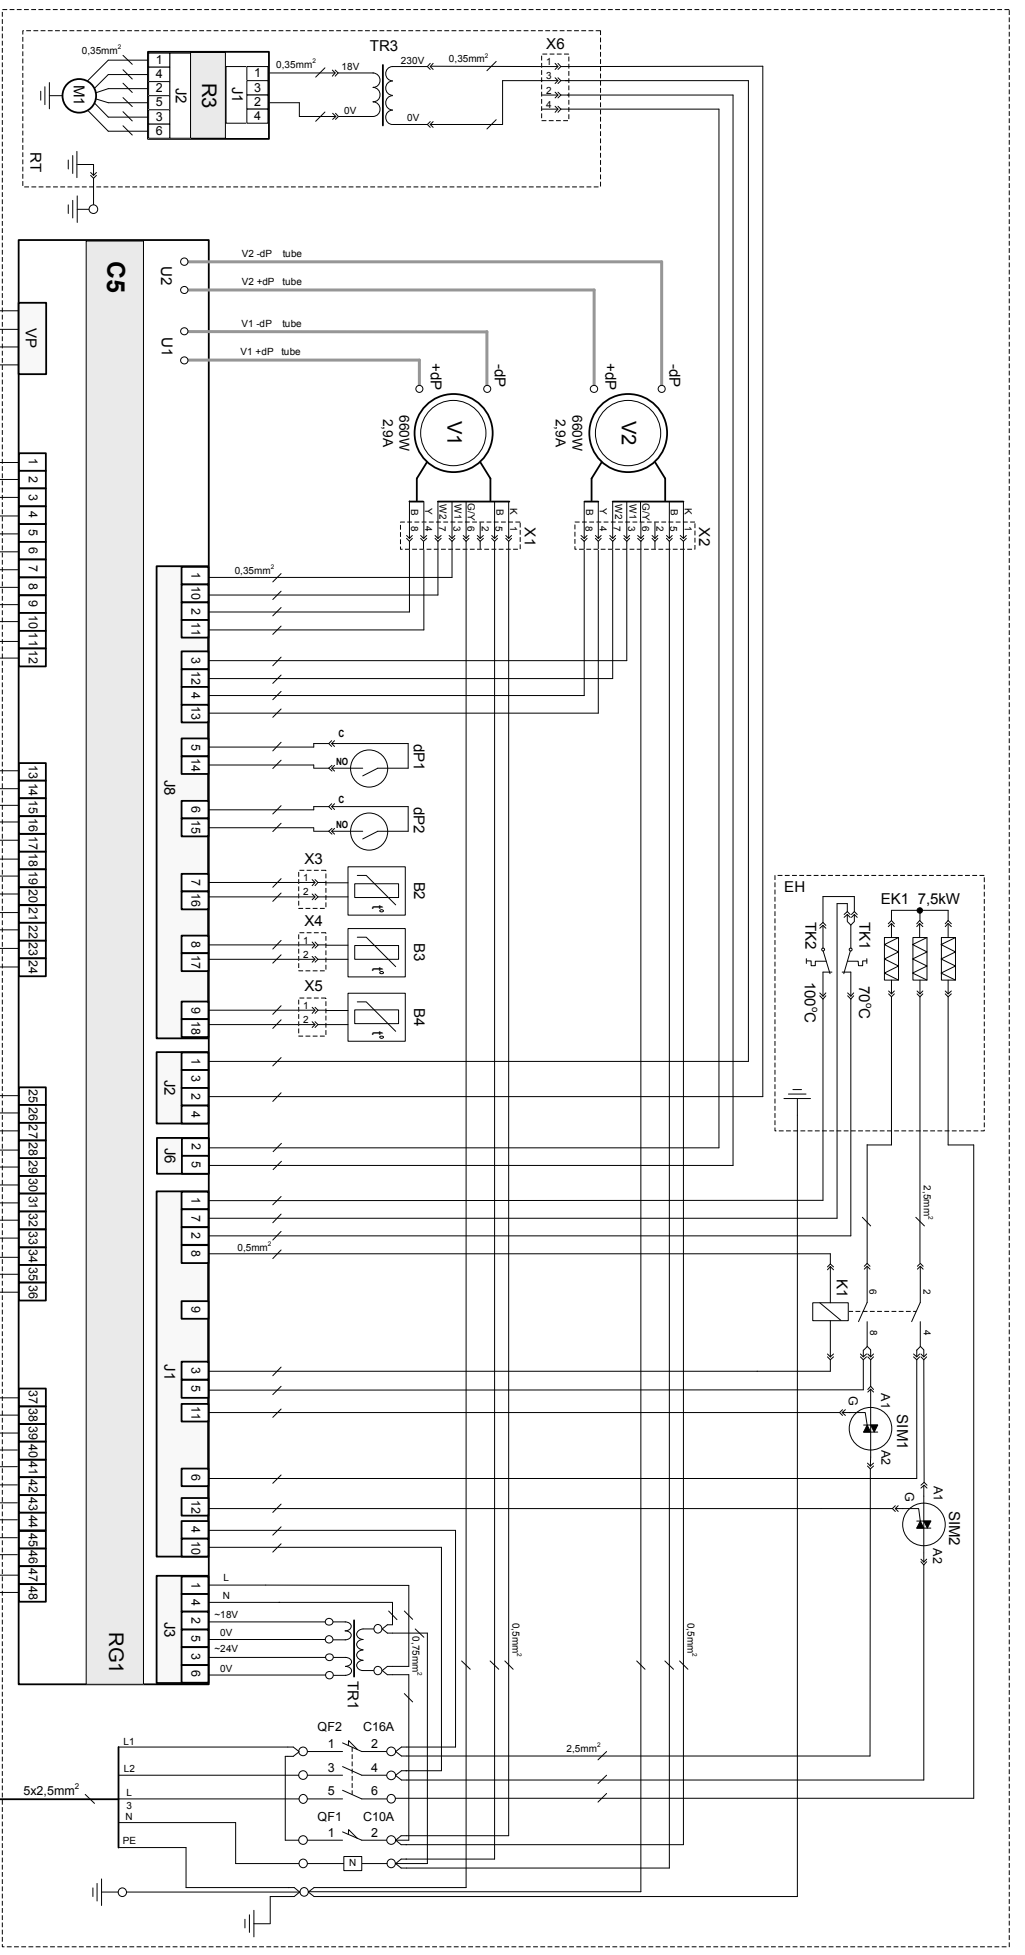 TR3
X6
0,35mm²
0,35mm²
18V
230V
0,35mm²
0V
0V
M1
1
4
2
5
3
6
J2
R3
J1
1
3
2
4
1
3
2
4
RT
C5
U2
U1
V2 -dP tube
V2 +dP tube
V1 -dP tube
V1 +dP tube
VP
+dP
-dP
+dP
-dP
V1
660W
2,9A
V2
660W
2,9A
B Y W2 W1 G/Y B K
8 4 7 3 6 2 5 1
X1
B Y W2 W1 G/Y B K
8 4 7 3 6 2 5 1
X2
1
2
3
4
5
6
7
8
9
10
11
12
0,35mm²
1
10
2
11
3
12
4
13
5
14
6
15
7
16
8
17
9
18
J8
C
NO
dP1
C
NO
dP2
X3
1
2
B2
t°
X4
1
2
B3
t°
X5
1
2
B4
t°
13
14
15
16
17
18
19
20
21
22
23
24
EH
EK1 7,5kW
TK2
TK1
100°C
70°C
J2
1
3
2
4
J6
2
5
25
26
27
28
29
30
31
32
33
34
35
36
J1
1
7
2
8
9
3
5
11
6
12
4
10
0,5mm²
2,5mm²
K1
6
8
2
4
A1
G
A2
SIM1
A1
G
A2
SIM2
37
38
39
40
41
42
43
44
45
46
47
48
J3
1
4
2
5
3
6
L
N
~18V
0V
~24V
0V
TR1
0,75mm²
0,5mm²
0,5mm²
RG1
QF2
C16A
1
2
3
4
5
6
2,5mm²
QF1
C10A
1
2
N
L1
L2
L
3
N
PE
5x2,5mm²